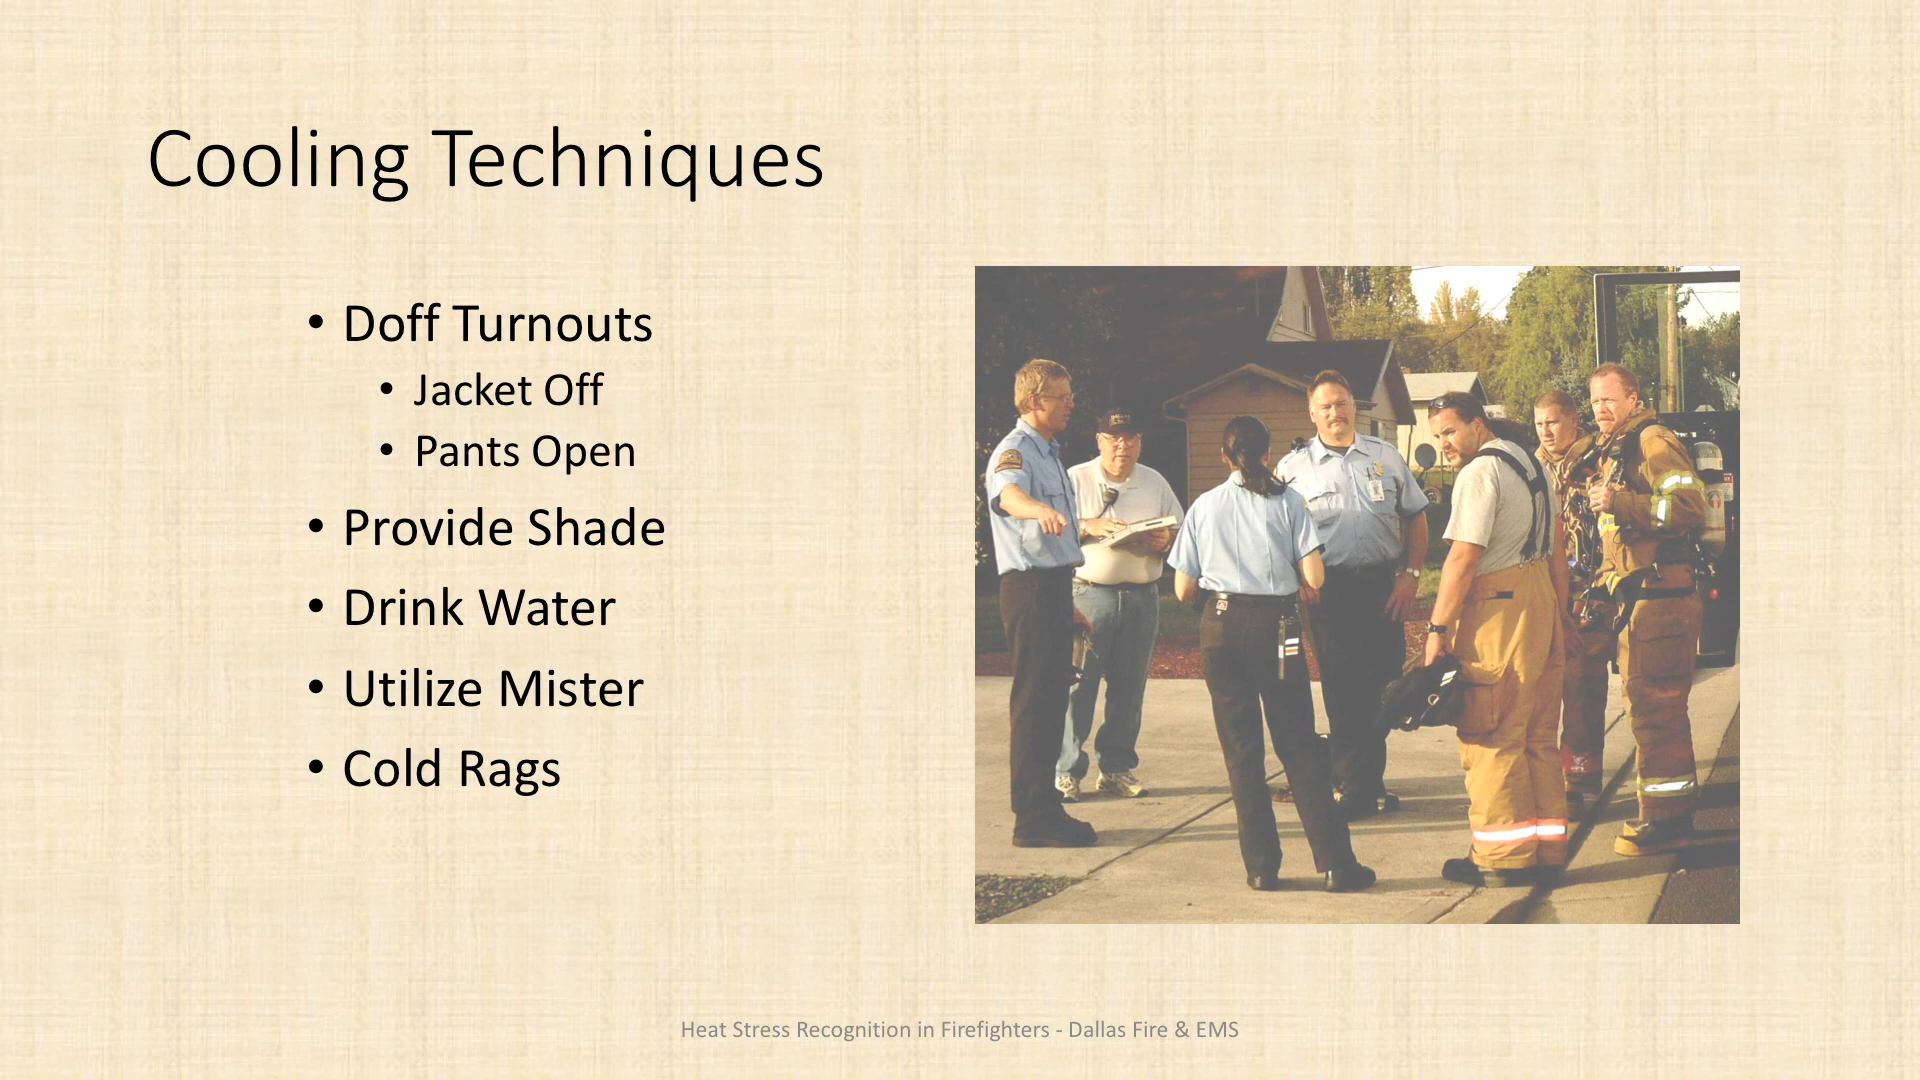 Cooling Techniques
• Doff Turnouts
• Jacket Off
• Pants Open
• Provide Shade
• Drink Water
• Utilize Mister
• Cold Rags
Heat Stress Recognition in Firefighters - Dallas Fire & EMS